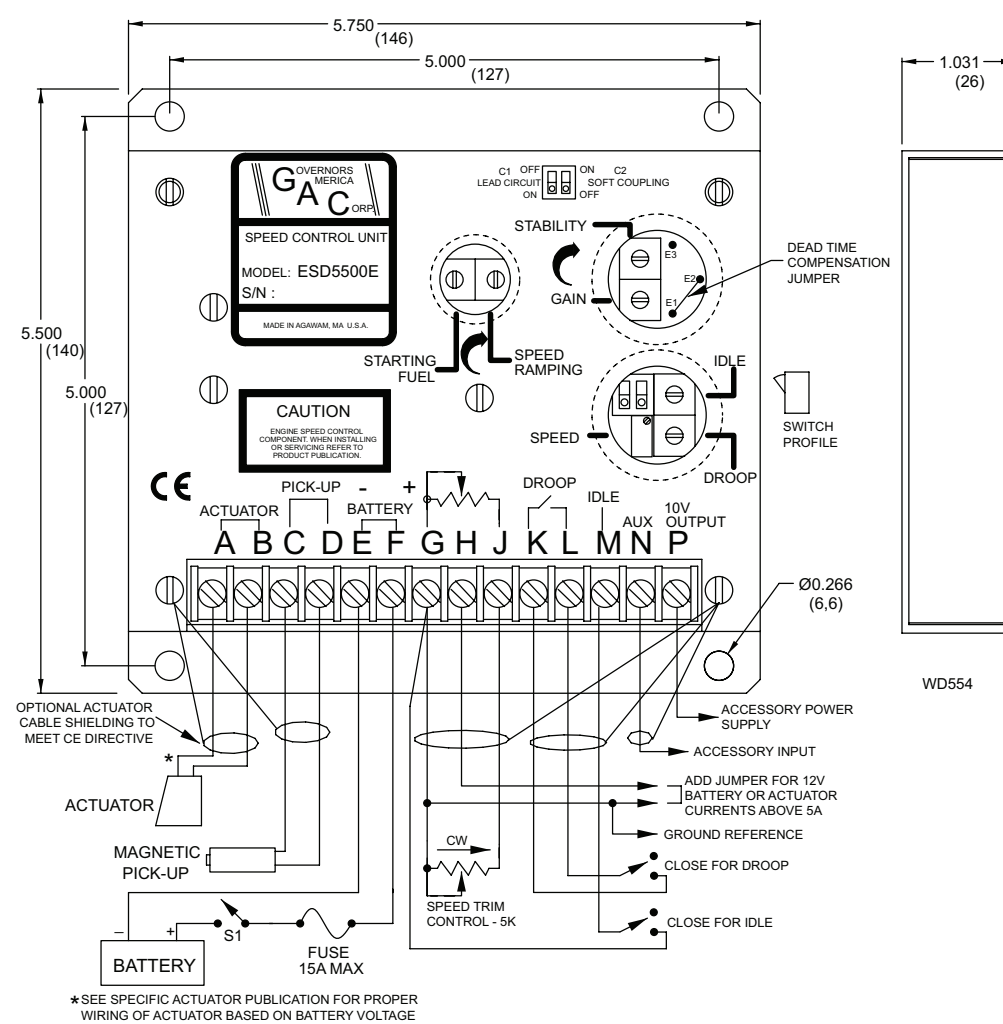 5.750
(146)
5.000
(127)
1.031
(26)
GOVERNORS
AMERICA
CORP.
C1 OFF ON C2
LEAD CIRCUIT SOFT COUPLING
ON OFF
SPEED CONTROL UNIT
MODEL: ESD5500E
S/N :
MADE IN AGAWAM, MA U.S.A.
STABILITY
GAIN
E3
E2
E1
DEAD TIME
COMPENSATION
JUMPER
5.500
(140)
5.000
(127)
STARTING
FUEL
SPEED
RAMPING
IDLE
SPEED
DROOP
SWITCH
PROFILE
CAUTION
ENGINE SPEED CONTROL
COMPONENT. WHEN INSTALLING
OR SERVICING REFER TO
PRODUCT PUBLICATION.
CE
ACTUATOR
PICK-UP
- +
BATTERY
DROOP
IDLE
AUX
10V
OUTPUT
A B C D E F G H J K L M N P
Ø0.266
(6,6)
WD554
OPTIONAL ACTUATOR
CABLE SHIELDING TO
MEET CE DIRECTIVE
*
ACTUATOR
MAGNETIC
PICK-UP
– +
BATTERY
S1
FUSE
15A MAX
CW
SPEED TRIM
CONTROL - 5K
ACCESSORY POWER
SUPPLY
ACCESSORY INPUT
ADD JUMPER FOR 12V
BATTERY OR ACTUATOR
CURRENTS ABOVE 5A
GROUND REFERENCE
CLOSE FOR DROOP
CLOSE FOR IDLE
*SEE SPECIFIC ACTUATOR PUBLICATION FOR PROPER
WIRING OF ACTUATOR BASED ON BATTERY VOLTAGE